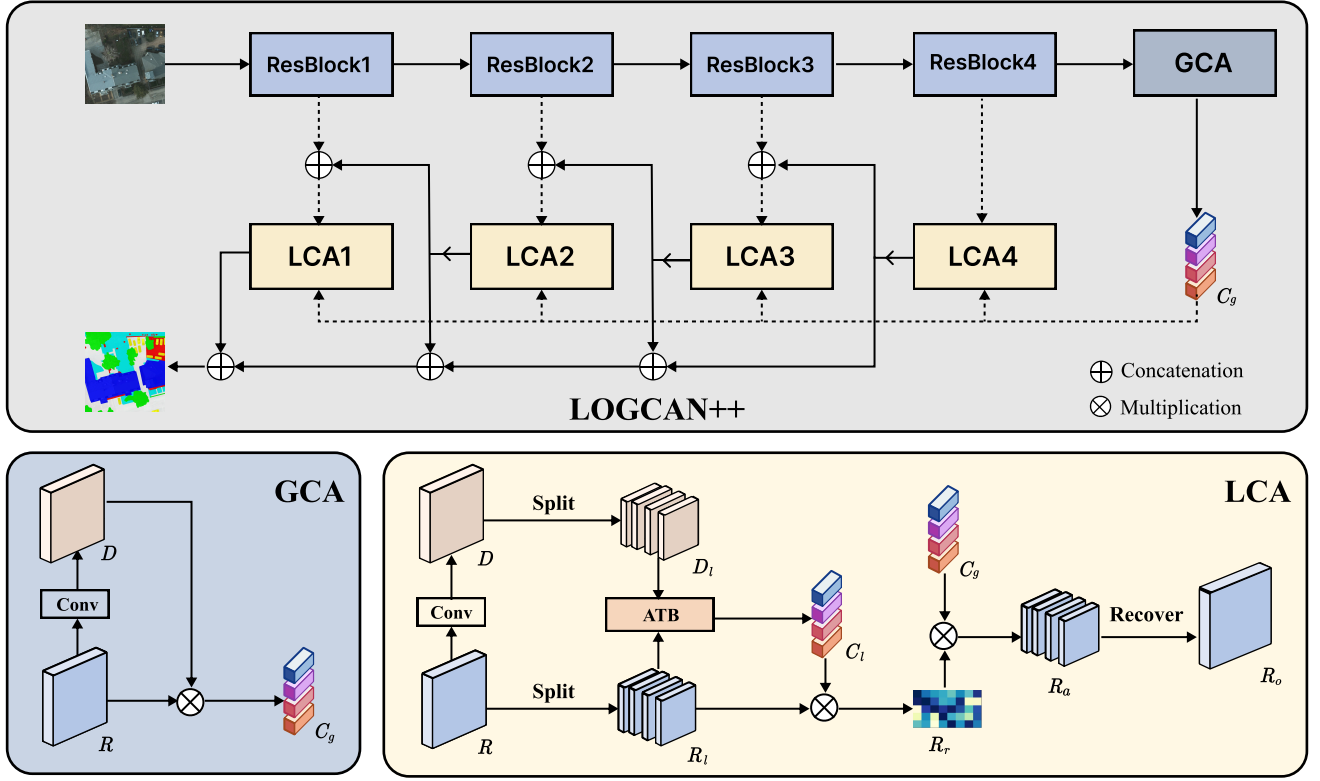 ResBlock1
ResBlock2
ResBlock3
ResBlock4
GCA
LCA1
LCA2
LCA3
LCA4
C_g
Concatenation
Multiplication
LOGCAN++
GCA
D
Conv
R
C_g
LCA
D
Split
D_l
Conv
ATB
R
Split
R_l
C_l
C_g
R_r
R_a
Recover
R_o